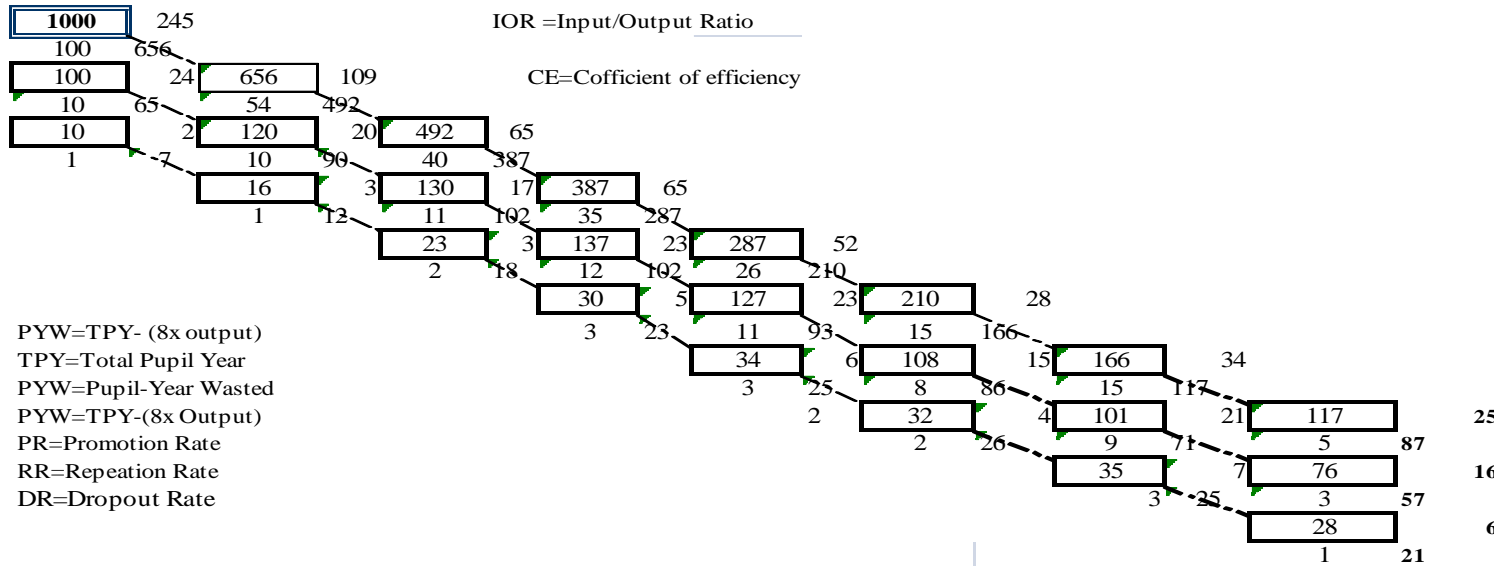 1000 245 IOR =Input/Output Ratio
100 656
100 24 656 109 CE=Cofficient of efficiency
10 65 54 492
10 2 120 20 492 65
1 7 10 90 40 387
16 3 130 17 387 65
1 12 11 102 35 287
23 3 137 23 287 52
2 18 12 102 26 210
30 5 127 23 210 28
PYW=TPY- (8x output) 3 23 11 93 15 166
TPY=Total Pupil Year 34 6 108 15 166 34
PYW=Pupil-Year Wasted 3 25 8 86 15 117
PYW=TPY-(8x Output) 2 32 4 101 21 117 25
PR=Promotion Rate 2 26 9 71 5 87
RR=Repeation Rate 35 7 76 16
DR=Dropout Rate 3 25 3 57
28 6
1 21